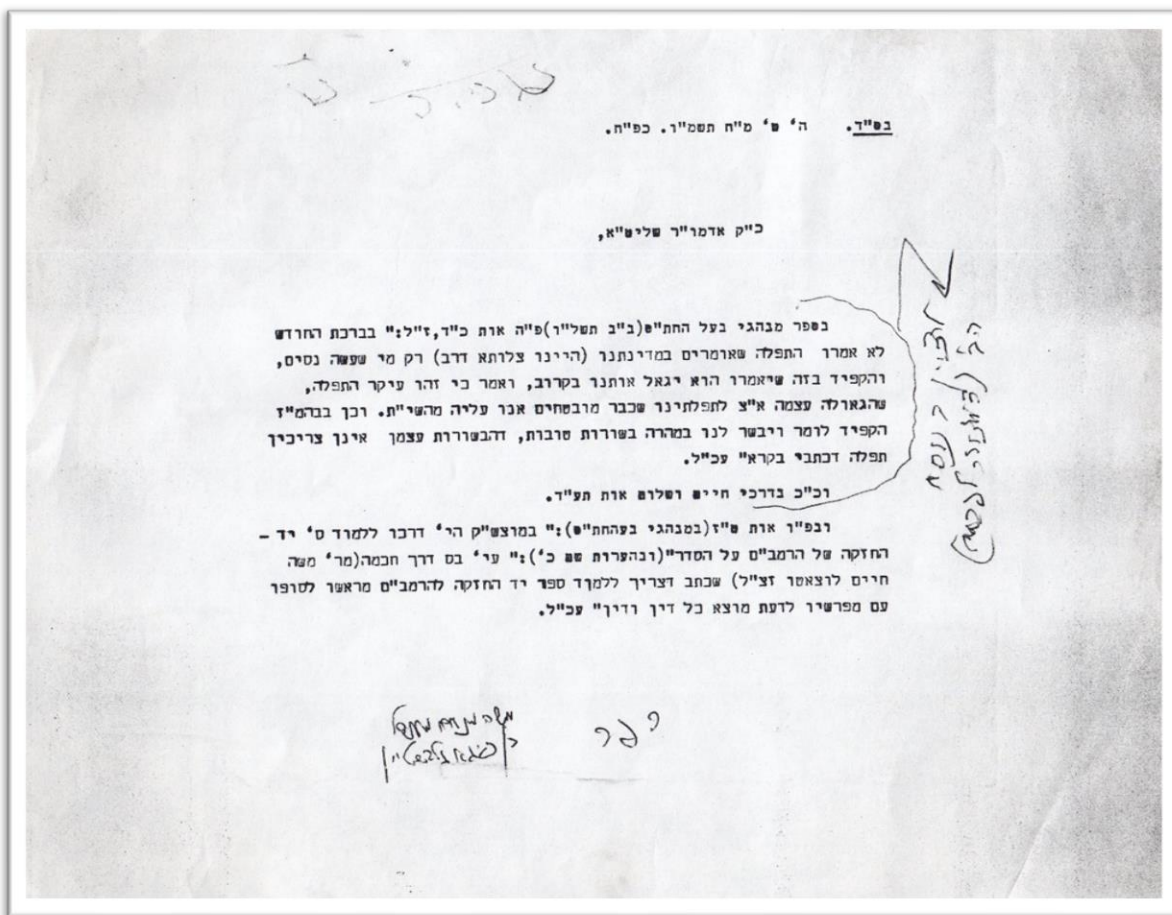 בס"ד. ה' ט' מ"ח תשמ"ו. כפ"ח.
כ"ק אדמו"ר שליט"א,
בספר מנהגי בעל החת"ס(ב"ב תשל"ו)פ"ה אות כ"ד,ז"ל:" בברכת החודש
לא אמרו התפלה שאומרים במדינתנו (היינו צלותא דרב) רק מי שעשה נסים,
והקפיד בזה שיאמרו הוא יגאל אותנו בקרוב, ואמר כי זהו עיקר התפלה,
שהגאולה עצמה א"צ לתפלתינו שכבר מובטחים אנו עליה מהשי"ת. וכן בבהמ"ז
הקפיד לומר ויבשר לנו במהרה בשורות טובות, דהבשורות עצמן אינן צריכין
תפלה דכתבי בקרא" עכ"ל.
וכ"כ בדרכי חיים ושלום אות תע"ד.
ובפ"ו אות ט"ז(במנהגי בעהחת"ס):" במוצש"ק הי' דרכו ללמוד ס' יד –
החזקה של הרמב"ם על הסדר"(ובהערות שם כ'):" עי' בס דרך חכמה(מר' משה
חיים לוצאטו זצ"ל) שכתב דצריך ללמוד ספר יד החזקה להרמב"ם מראשו לסופו
עם מפרשיו לדעת מוצא כל דין ודין" עכ"ל.
משה מנחם